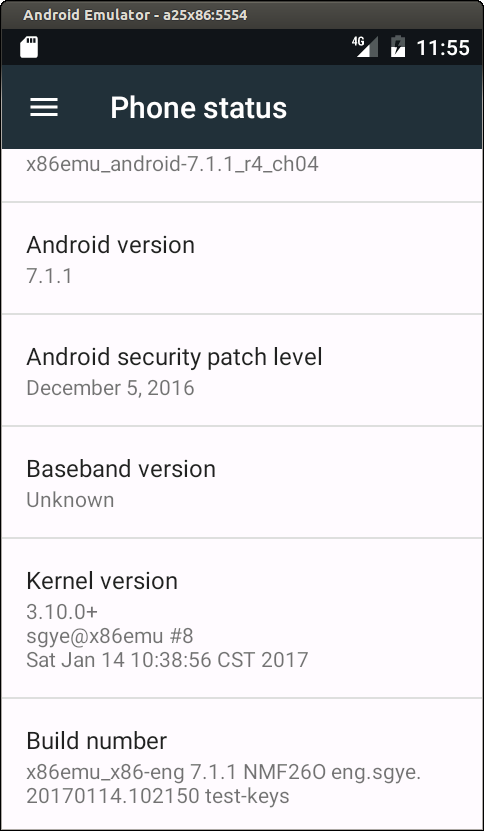 Android Emulator - a25x86:5554
4G 11:55
Phone status
x86emu_android-7.1.1_r4_ch04
Android version
7.1.1
Android security patch level
December 5, 2016
Baseband version
Unknown
Kernel version
3.10.0+
sgye@x86emu #8
Sat Jan 14 10:38:56 CST 2017
Build number
x86emu_x86-eng 7.1.1 NMF26O eng.sgye.
20170114.102150 test-keys